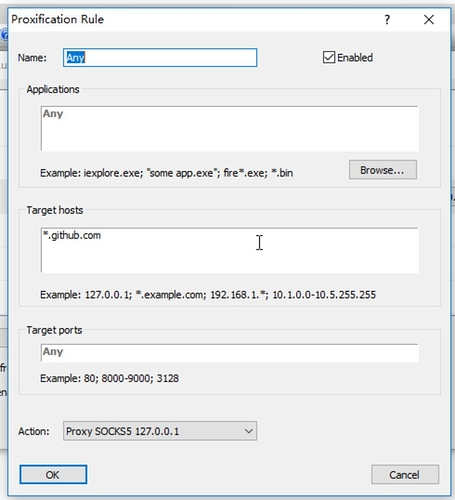 Proxification Rule
Name: Any
Enabled
Applications
Any
Example: iexplore.exe; "some app.exe"; fire*.exe; *.bin
Browse...
Target hosts
*.github.com
Example: 127.0.0.1; *.example.com; 192.168.1.*; 10.1.0.0-10.5.255.255
Target ports
Any
Example: 80; 8000-9000; 3128
Action: Proxy SOCKS5 127.0.0.1
OK
Cancel